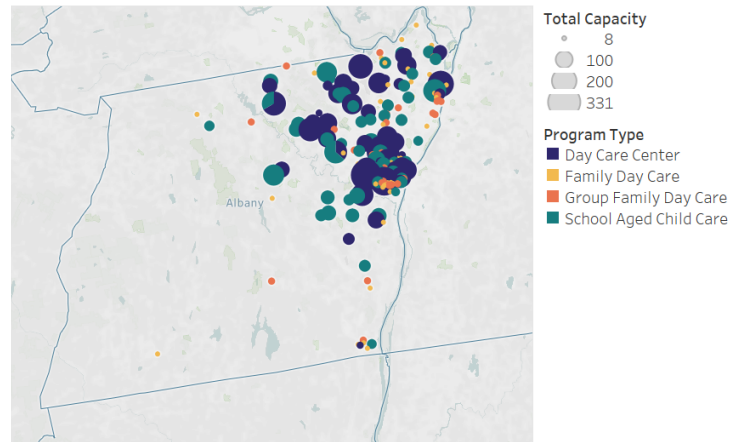 Total Capacity
8
100
200
331
Program Type
Day Care Center
Family Day Care
Group Family Day Care
School Aged Child Care
Albany